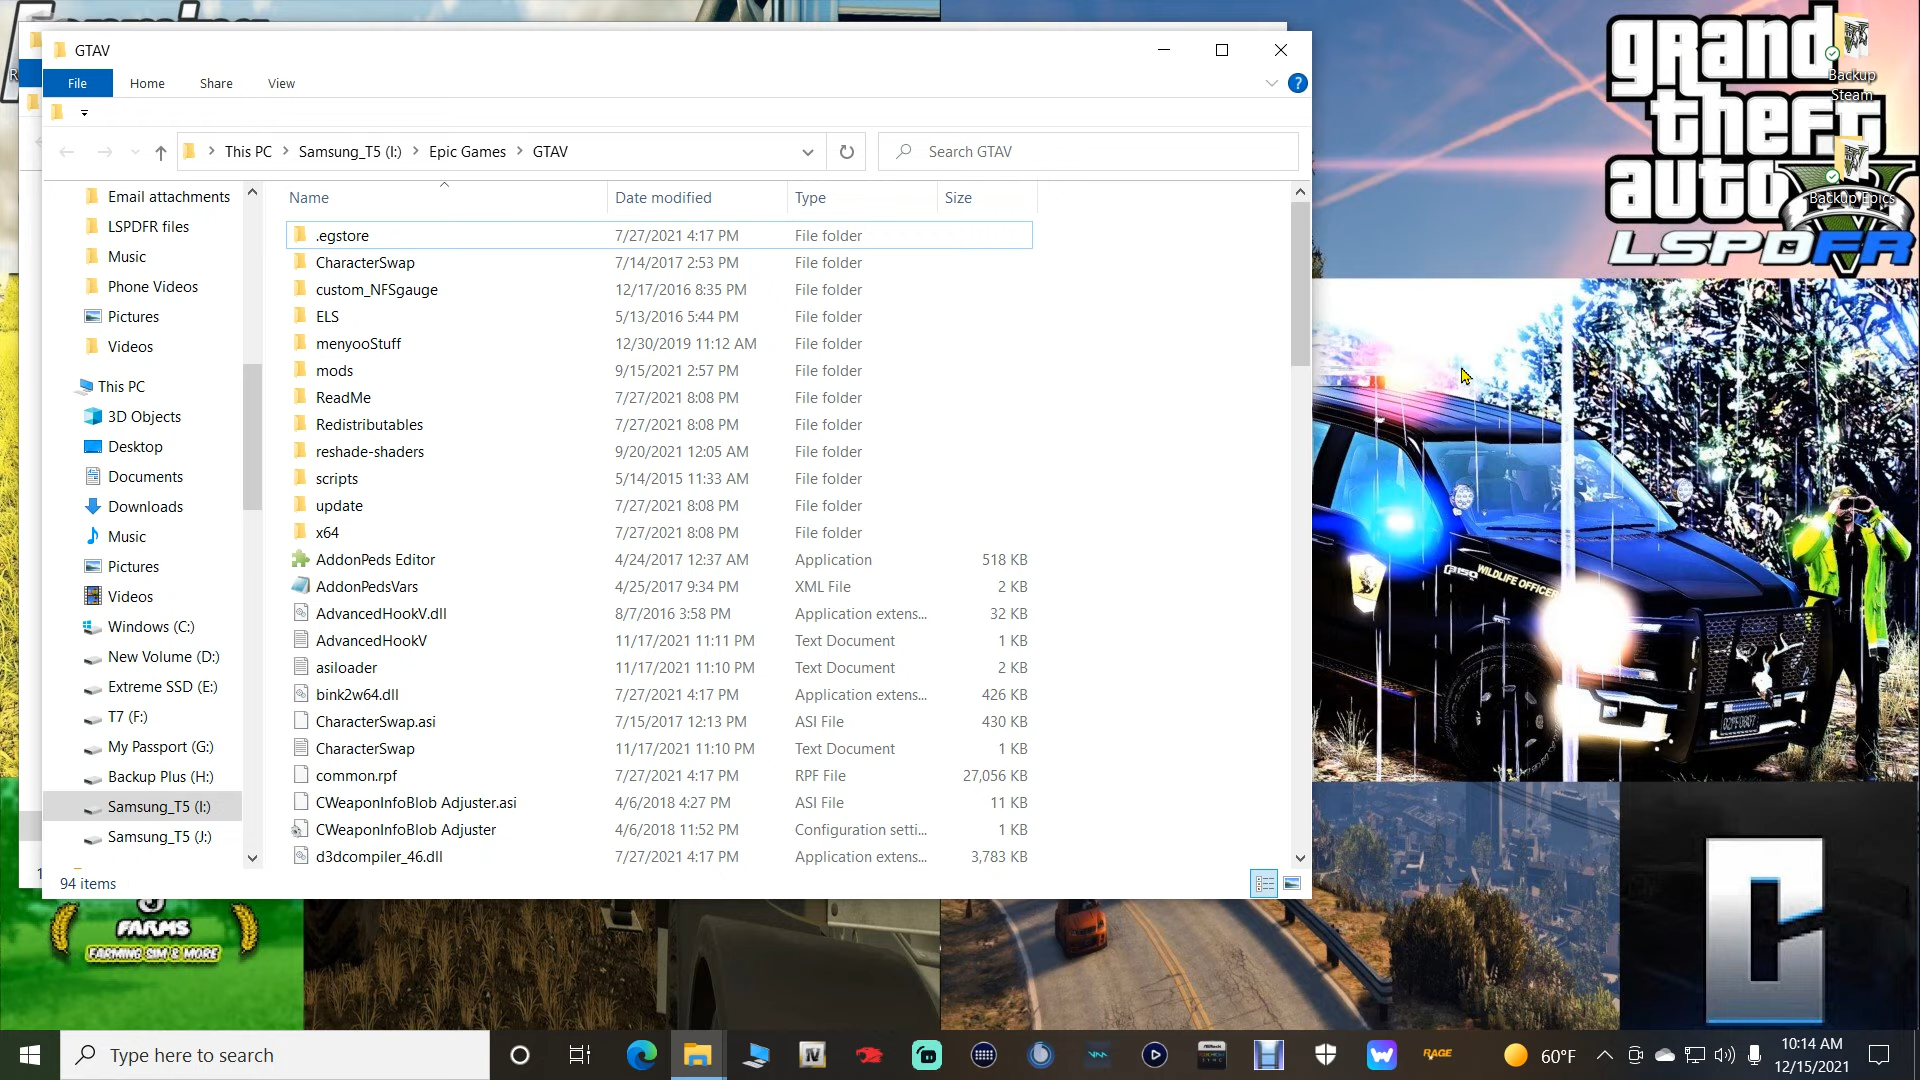 GTAV
File
Home
Share
View
This PC
Samsung_T5 (I:)
Epic Games
GTAV
Search GTAV
Name
Date modified
Type
Size
Email attachments
LSPDFR files
Music
Phone Videos
Pictures
Videos
This PC
3D Objects
Desktop
Documents
Downloads
Music
Pictures
Videos
Windows (C:)
New Volume (D:)
Extreme SSD (E:)
T7 (F:)
My Passport (G:)
Backup Plus (H:)
Samsung_T5 (I:)
Samsung_T5 (J:)
.egstore 7/27/2021 4:17 PM File folder
CharacterSwap 7/14/2017 2:53 PM File folder
custom_NFSgauge 12/17/2016 8:35 PM File folder
ELS 5/13/2016 5:44 PM File folder
menyooStuff 12/30/2019 11:12 AM File folder
mods 9/15/2021 2:57 PM File folder
ReadMe 7/27/2021 8:08 PM File folder
Redistributables 7/27/2021 8:08 PM File folder
reshade-shaders 9/20/2021 12:05 AM File folder
scripts 5/14/2015 11:33 AM File folder
update 7/27/2021 8:08 PM File folder
x64 7/27/2021 8:08 PM File folder
AddonPeds Editor 4/24/2017 12:37 AM Application 518 KB
AddonPedsVars 4/25/2017 9:34 PM XML File 2 KB
AdvancedHookV.dll 8/7/2016 3:58 PM Application extens... 32 KB
AdvancedHookV 11/17/2021 11:11 PM Text Document 1 KB
asiloader 11/17/2021 11:10 PM Text Document 2 KB
bink2w64.dll 7/27/2021 4:17 PM Application extens... 426 KB
CharacterSwap.asi 7/15/2017 12:13 PM ASI File 430 KB
CharacterSwap 11/17/2021 11:10 PM Text Document 1 KB
common.rpf 7/27/2021 4:17 PM RPF File 27,056 KB
CWeaponInfoBlob Adjuster.asi 4/6/2018 4:27 PM ASI File 11 KB
CWeaponInfoBlob Adjuster 4/6/2018 11:52 PM Configuration setti... 1 KB
d3dcompiler_46.dll 7/27/2021 4:17 PM Application extens... 3,783 KB
94 items
grand
theft
auto
LSPDFR
Backup
Steam
Backup Epics
F150 WILDLIFE OFFICER
FARMS
FARMING SIM & MORE
Type here to search
IV
RAGE
60°F
10:14 AM
12/15/2021